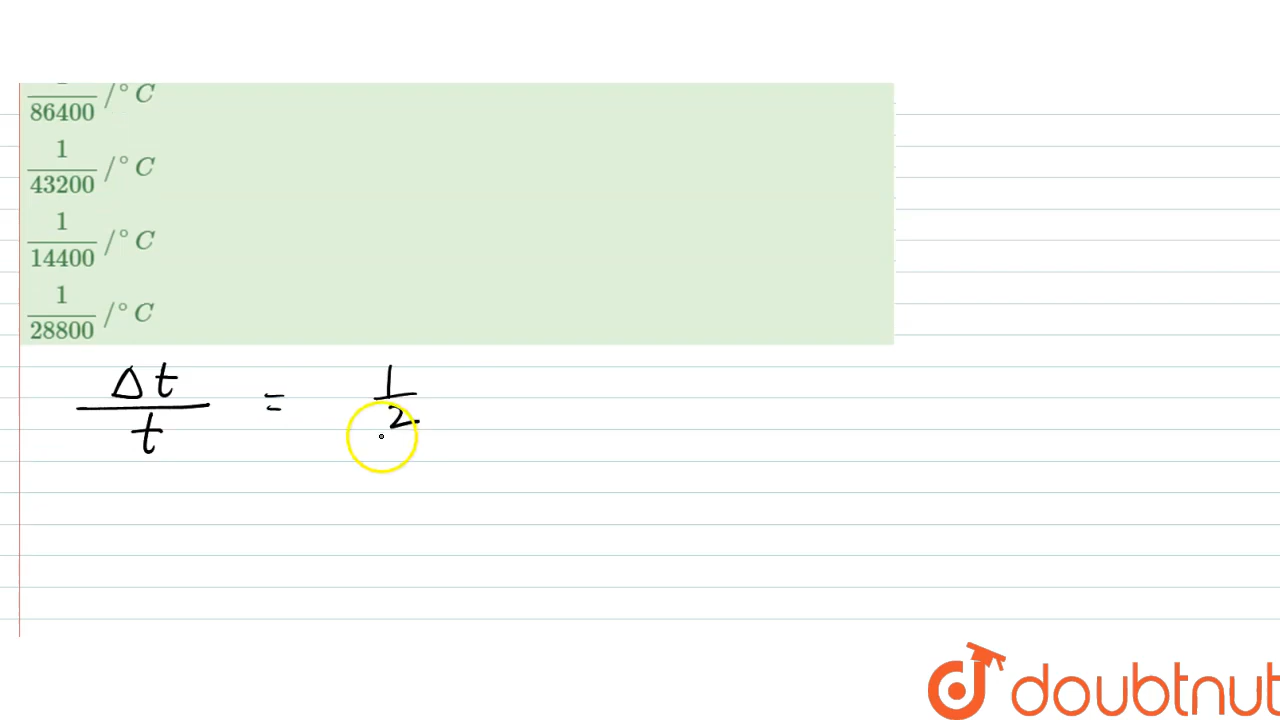 86400 /° C
1
43200 /° C
1
14400 /° C
1
28800 /° C
Δt = 1
t 2
doubtnut